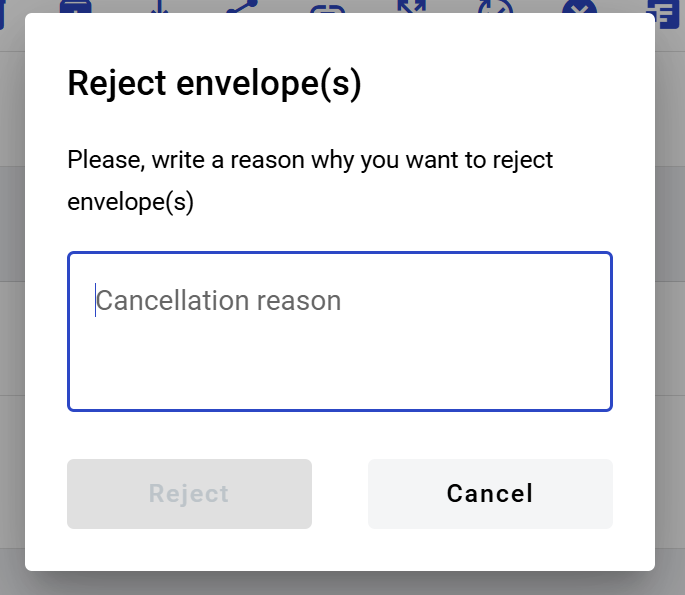 Reject envelope(s)
Please, write a reason why you want to reject
envelope(s)
Cancellation reason
Reject
Cancel